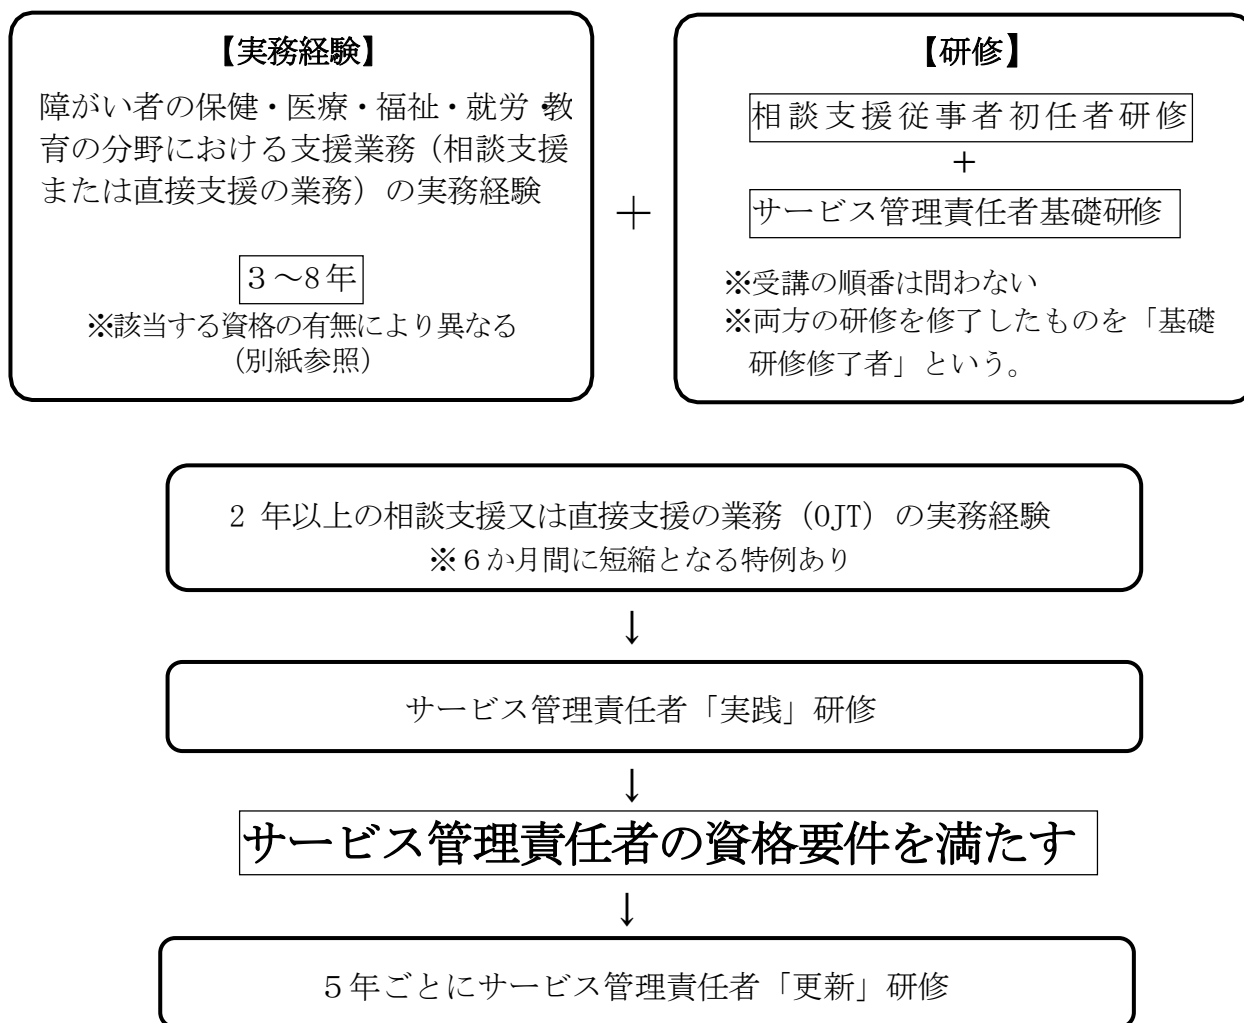 【実務経験】
障がい者の保健・医療・福祉・就労・教
育の分野における支援業務（相談支援
または直接支援の業務）の実務経験
３～8年
※該当する資格の有無により異なる
（別紙参照）
＋
【研修】
相談支援従事者初任者研修
＋
サービス管理責任者基礎研修
※受講の順番は問わない
※両方の研修を修了したものを「基礎
研修修了者」という。
2 年以上の相談支援又は直接支援の業務（OJT）の実務経験
※６か月間に短縮となる特例あり
↓
サービス管理責任者「実践」研修
↓
サービス管理責任者の資格要件を満たす
↓
５年ごとにサービス管理責任者「更新」研修